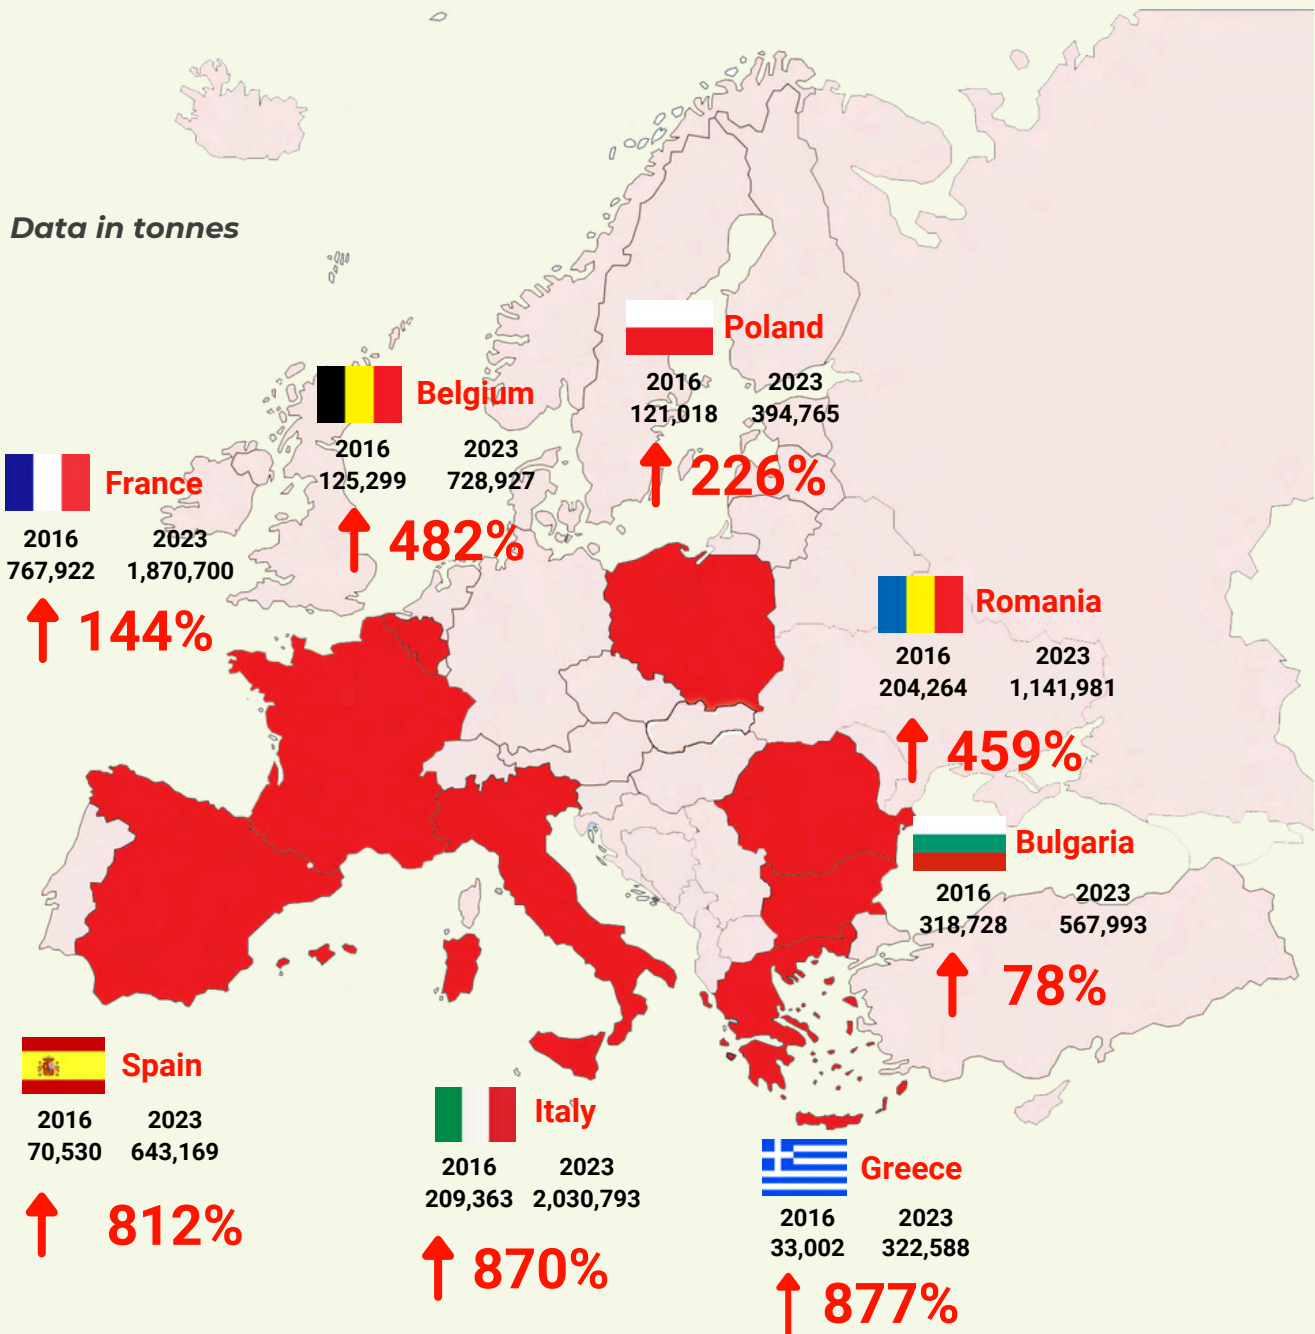 Data in tonnes
Poland
2016 2023
121,018 394,765
226%
Belgium
2016 2023
125,299 728,927
482%
France
2016 2023
767,922 1,870,700
144%
Romania
2016 2023
204,264 1,141,981
459%
Bulgaria
2016 2023
318,728 567,993
78%
Spain
2016 2023
70,530 643,169
812%
Italy
2016 2023
209,363 2,030,793
870%
Greece
2016 2023
33,002 322,588
877%